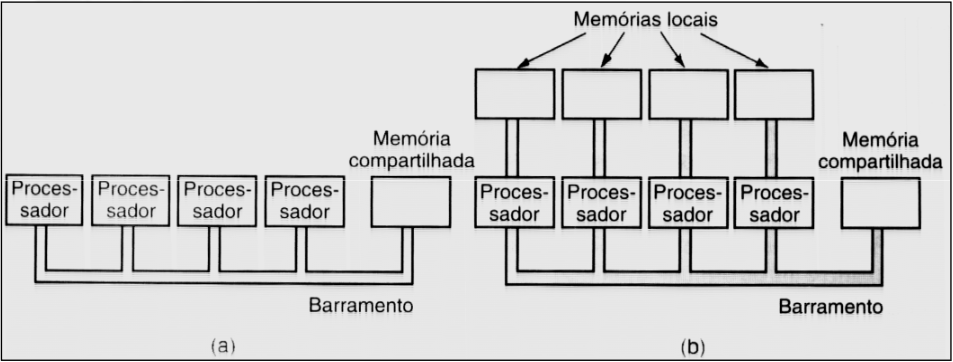 Memória
compartilhada
Proces-
sador
Proces-
sador
Proces-
sador
Proces-
sador
Barramento
(a)
Memórias locais
Memória
compartilhada
Proces-
sador
Proces-
sador
Proces-
sador
Proces-
sador
Barramento
(b)